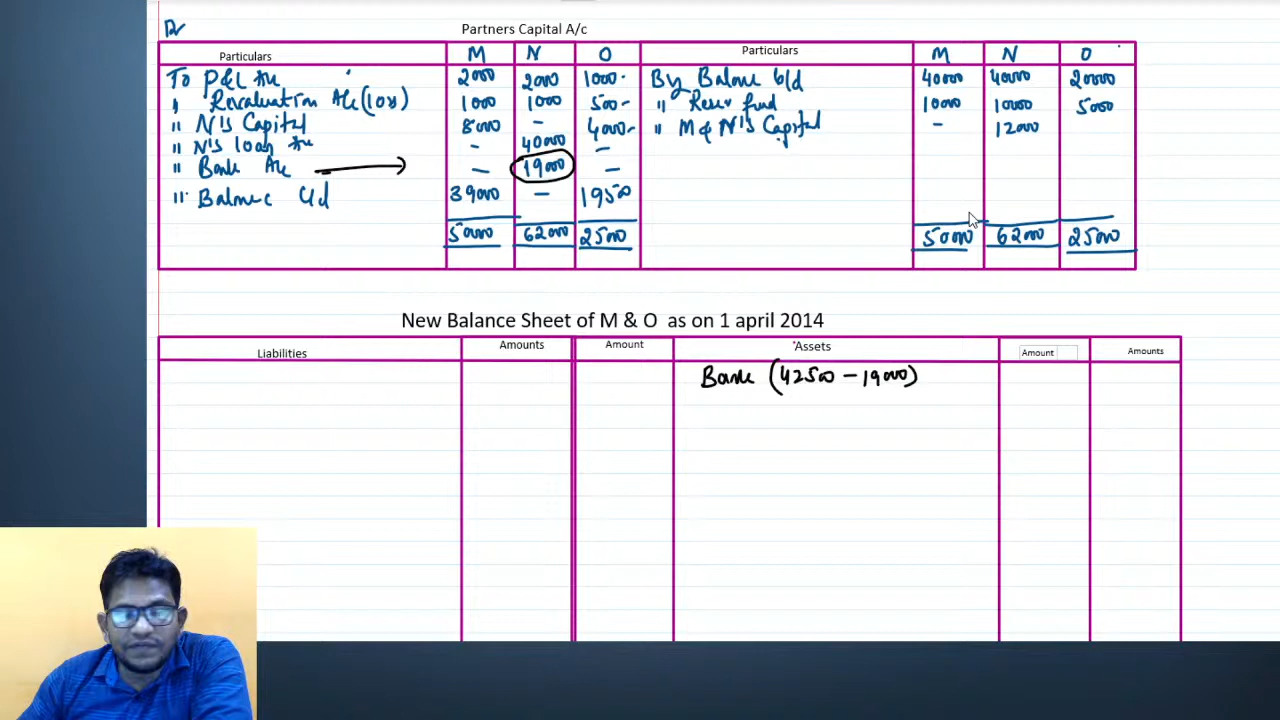 Dr
Partners Capital A/c
Particulars M N O Particulars M N O
To P&L A/c 2000 2000 1000 By Balance b/d 40000 40000 20000
" Revaluation A/c (loss) 1000 1000 500 " Reser fund 10000 10000 5000
" N's Capital 8000 - 4000 " M & N's Capital - 12000
" N's loan A/c - 40000 -
" Bank A/c - 19000 -
" Balance c/d 39000 - 19500
50000 62000 25000 50000 62000 25000
New Balance Sheet of M & O as on 1 april 2014
Liabilities Amounts Amount Assets Amount Amounts
Bank (42500 - 19000)